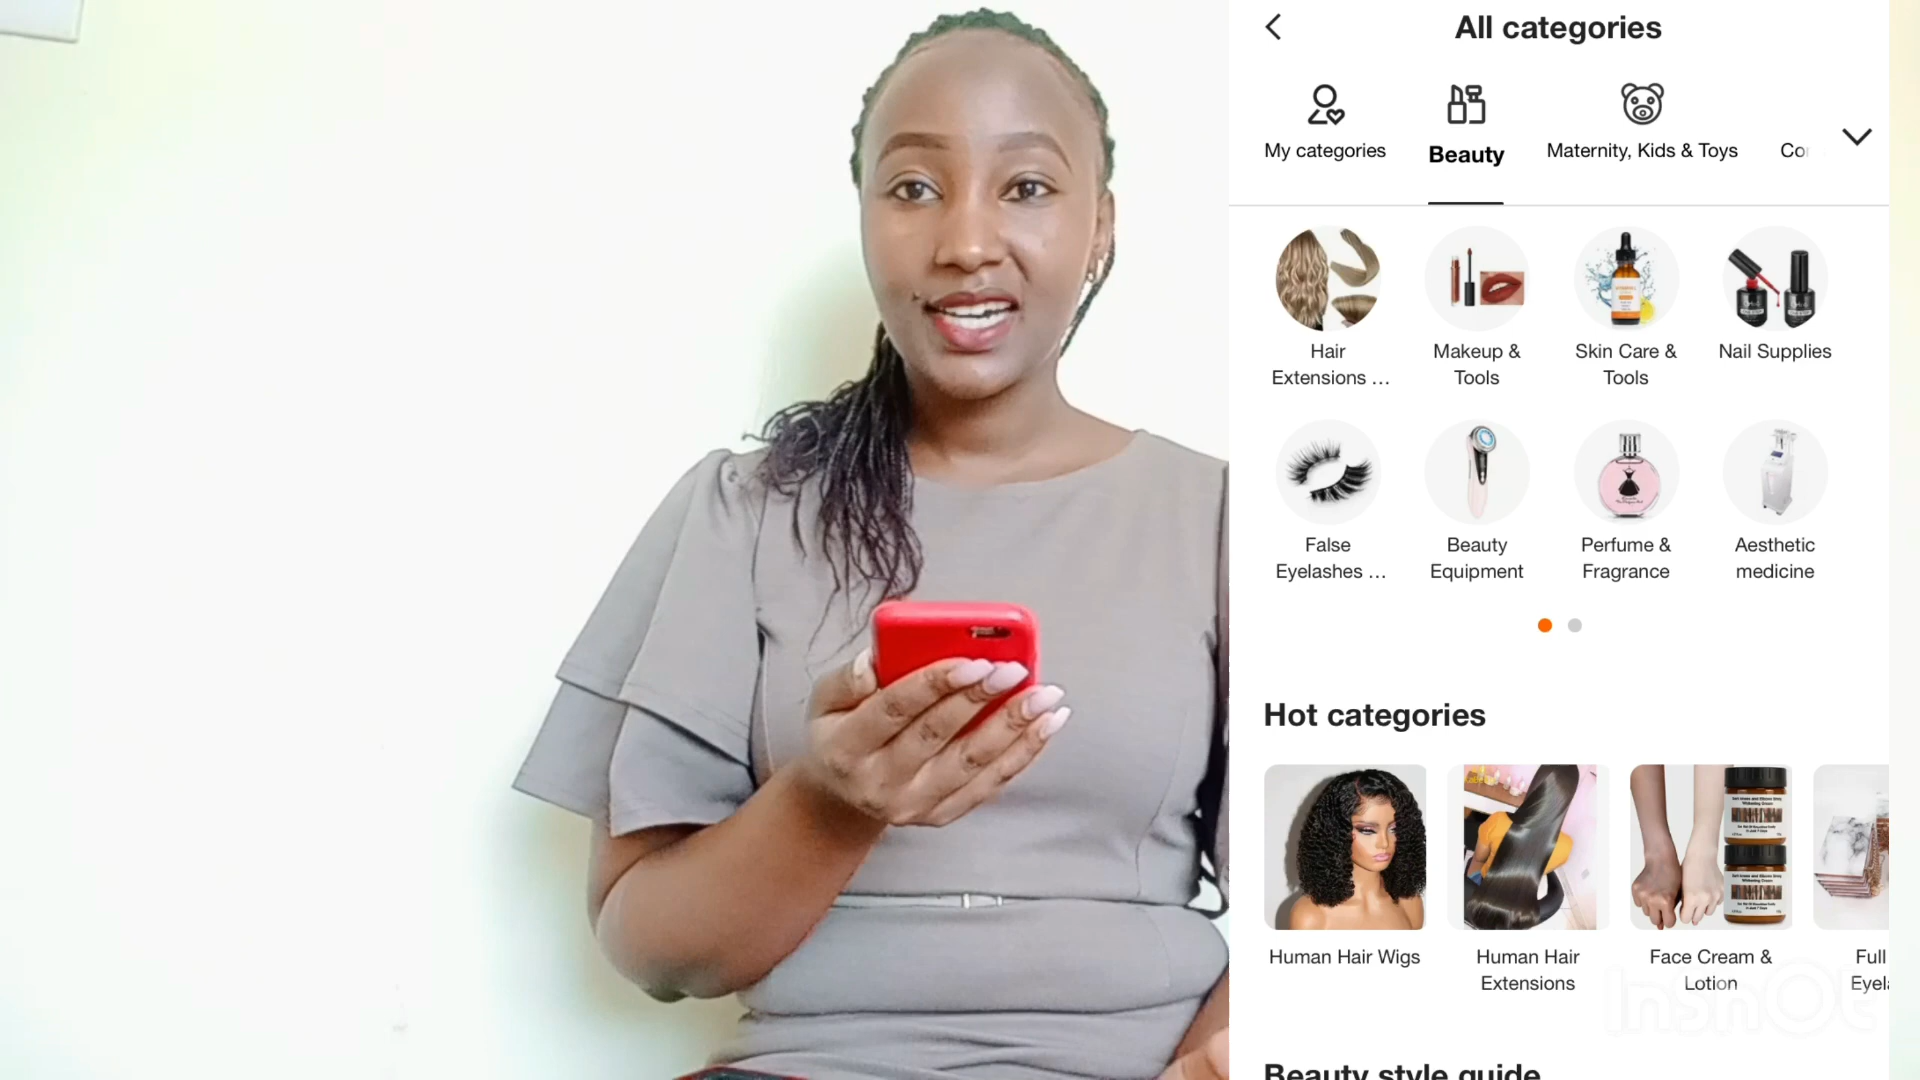 All categories
My categories
Beauty
Maternity, Kids & Toys
Hair
Extensions ...
Makeup &
Tools
Skin Care &
Tools
Nail Supplies
False
Eyelashes ...
Beauty
Equipment
Perfume &
Fragrance
Aesthetic
medicine
Hot categories
Human Hair Wigs
Human Hair
Extensions
Face Cream &
Lotion
Full
InShOt
Beauty style guide